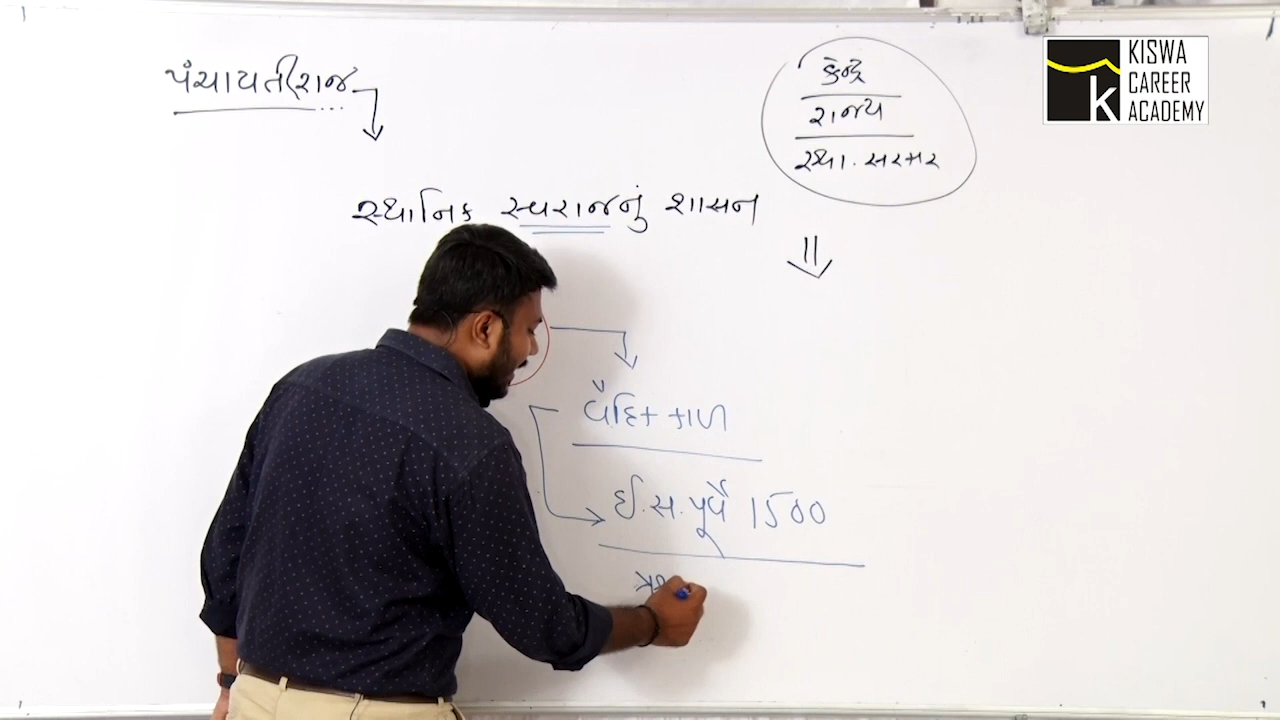 પંચાયતીરાજ...
કેન્દ્ર
રાજ્ય
સ્થા. સરકાર
સ્થાનિક સ્વરાજનું શાસન
વૈદિક કાળ
ઈ.સ. પૂર્વે 1500
KISWA
CAREER
ACADEMY
k